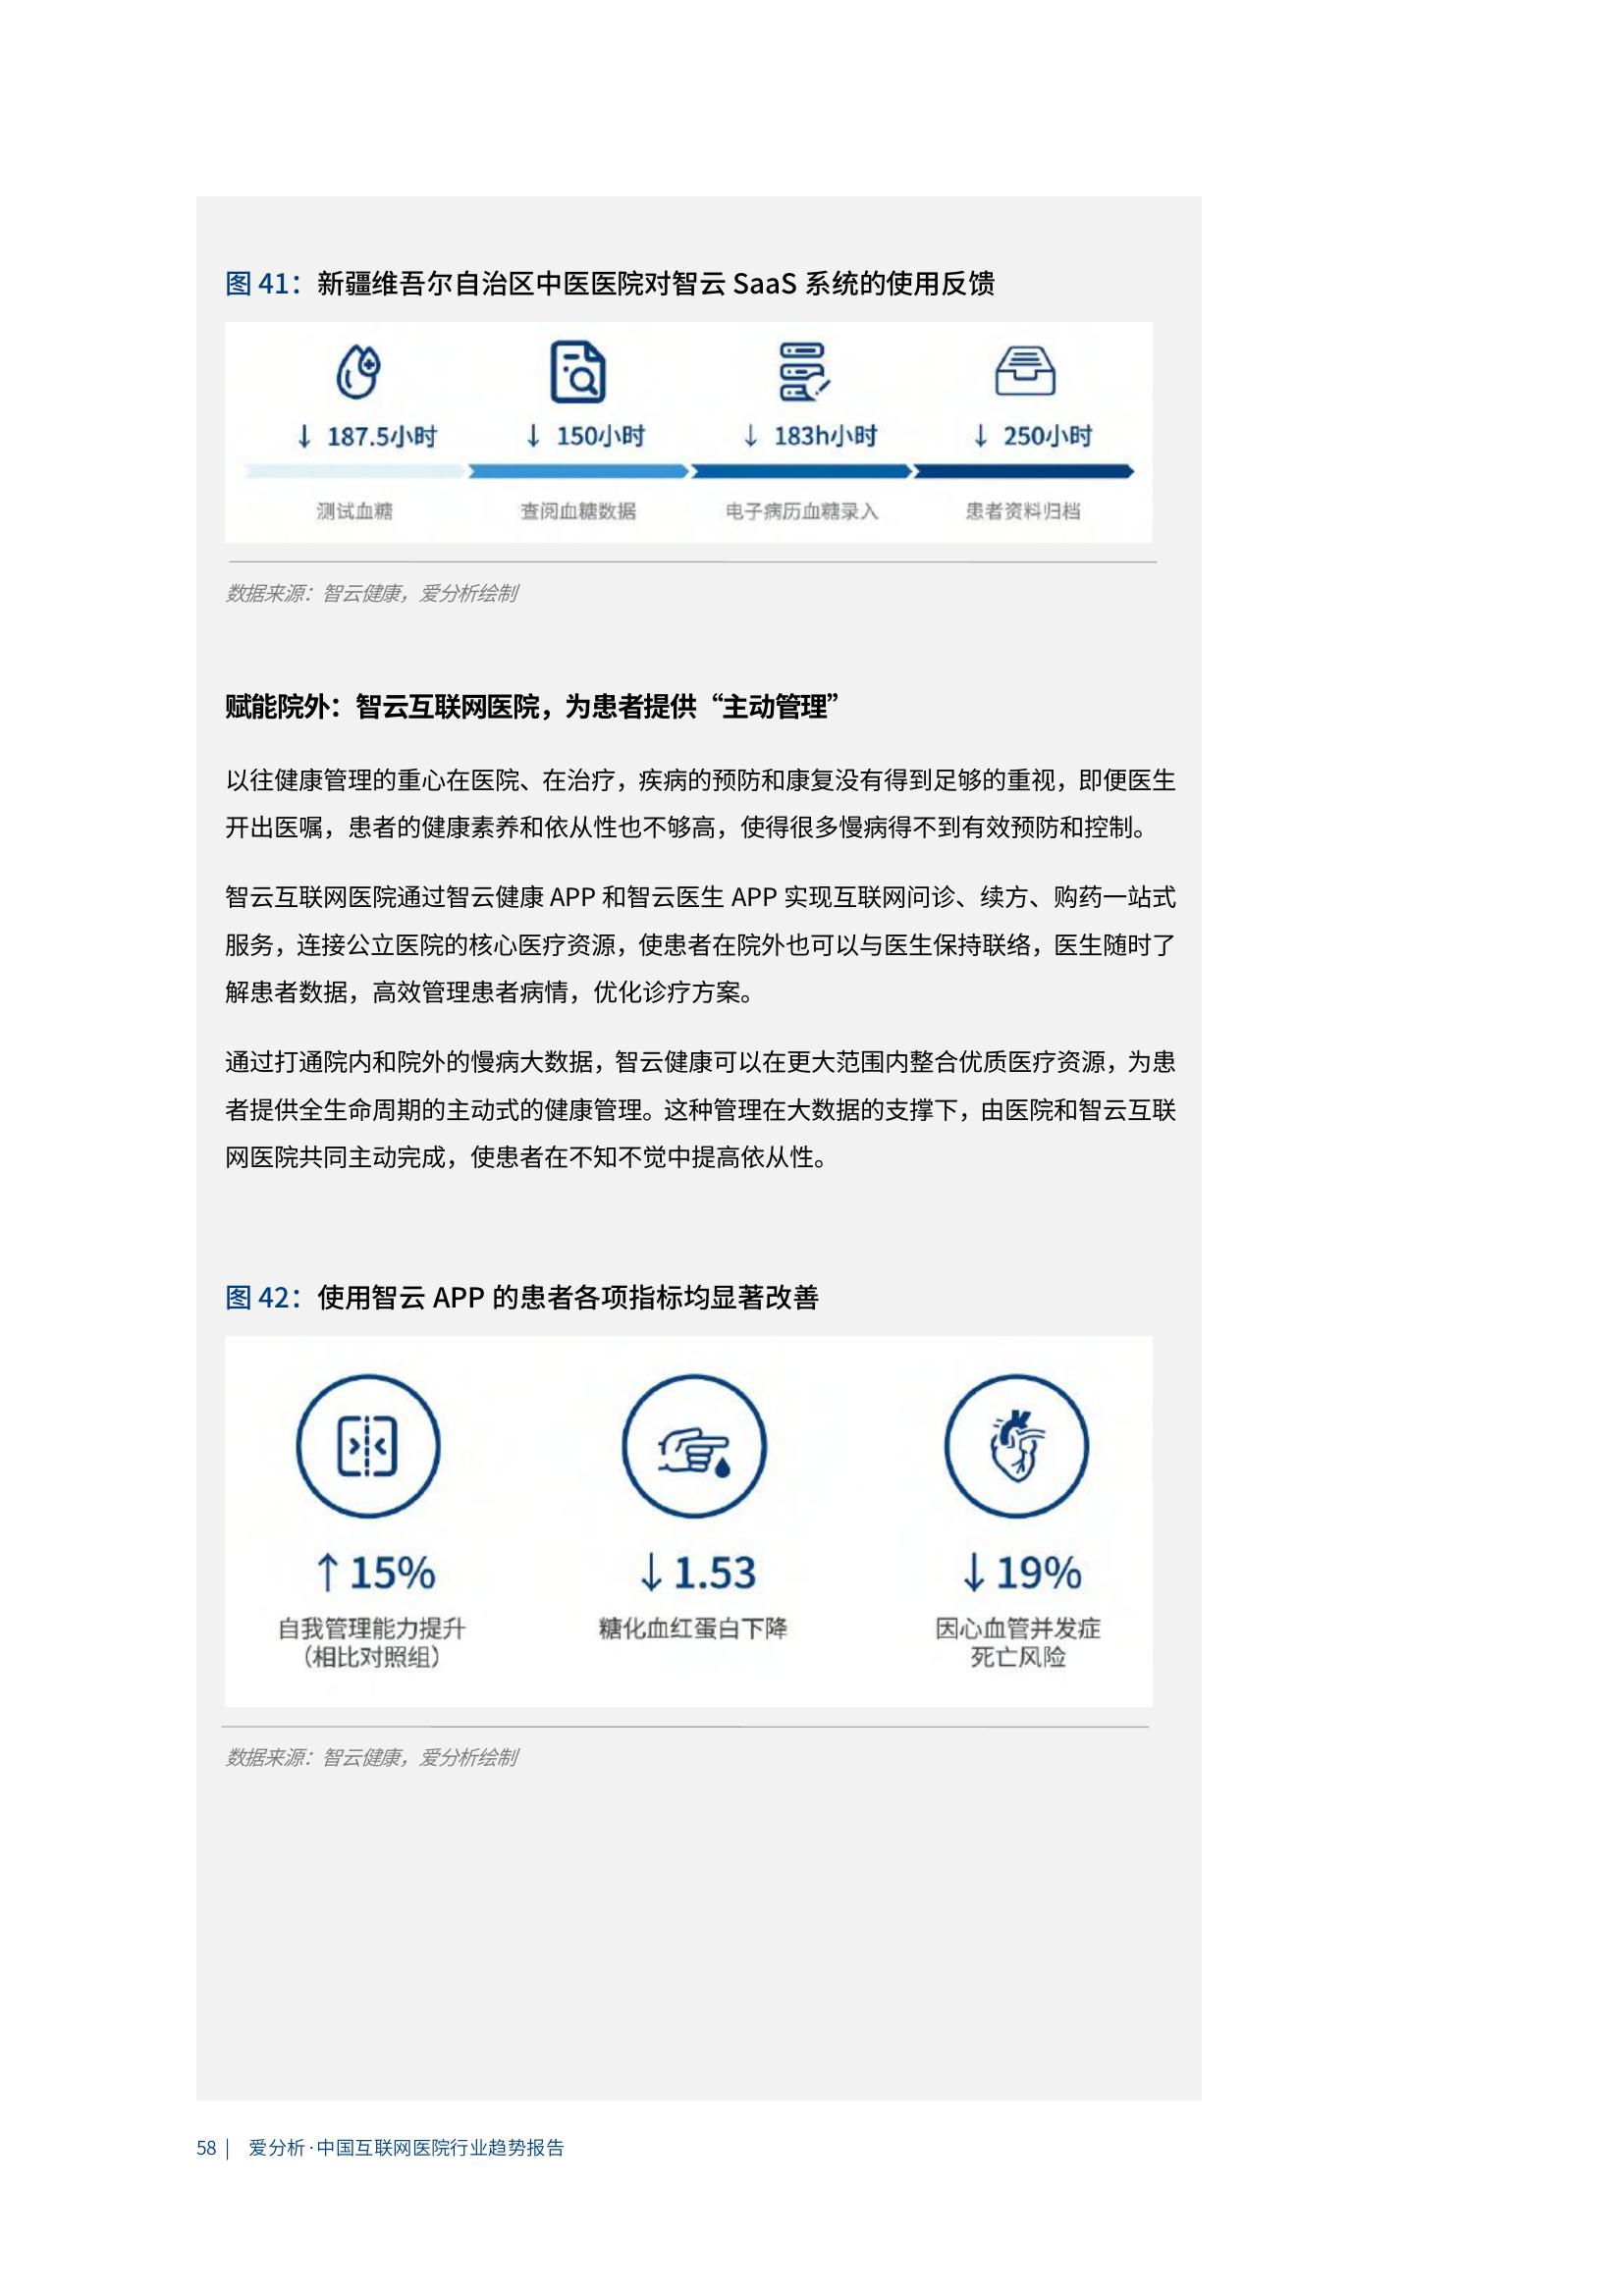 图 41：新疆维吾尔自治区中医医院对智云 SaaS 系统的使用反馈
↓ 187.5小时
↓ 150小时
↓ 183h小时
↓ 250小时
测试血糖
查阅血糖数据
电子病历血糖录入
患者资料归档
数据来源：智云健康，爱分析绘制
赋能院外：智云互联网医院，为患者提供“主动管理”
以往健康管理的重心在医院、在治疗，疾病的预防和康复没有得到足够的重视，即便医生
开出医嘱，患者的健康素养和依从性也不够高，使得很多慢病得不到有效预防和控制。
智云互联网医院通过智云健康 APP 和智云医生 APP 实现互联网问诊、续方、购药一站式
服务，连接公立医院的核心医疗资源，使患者在院外也可以与医生保持联络，医生随时了
解患者数据，高效管理患者病情，优化诊疗方案。
通过打通院内和院外的慢病大数据，智云健康可以在更大范围内整合优质医疗资源，为患
者提供全生命周期的主动式的健康管理。这种管理在大数据的支撑下，由医院和智云互联
网医院共同主动完成，使患者在不知不觉中提高依从性。
图 42：使用智云 APP 的患者各项指标均显著改善
↑15%
自我管理能力提升
（相比对照组）
↓1.53
糖化血红蛋白下降
↓19%
因心血管并发症
死亡风险
数据来源：智云健康，爱分析绘制
58 | 爱分析·中国互联网医院行业趋势报告